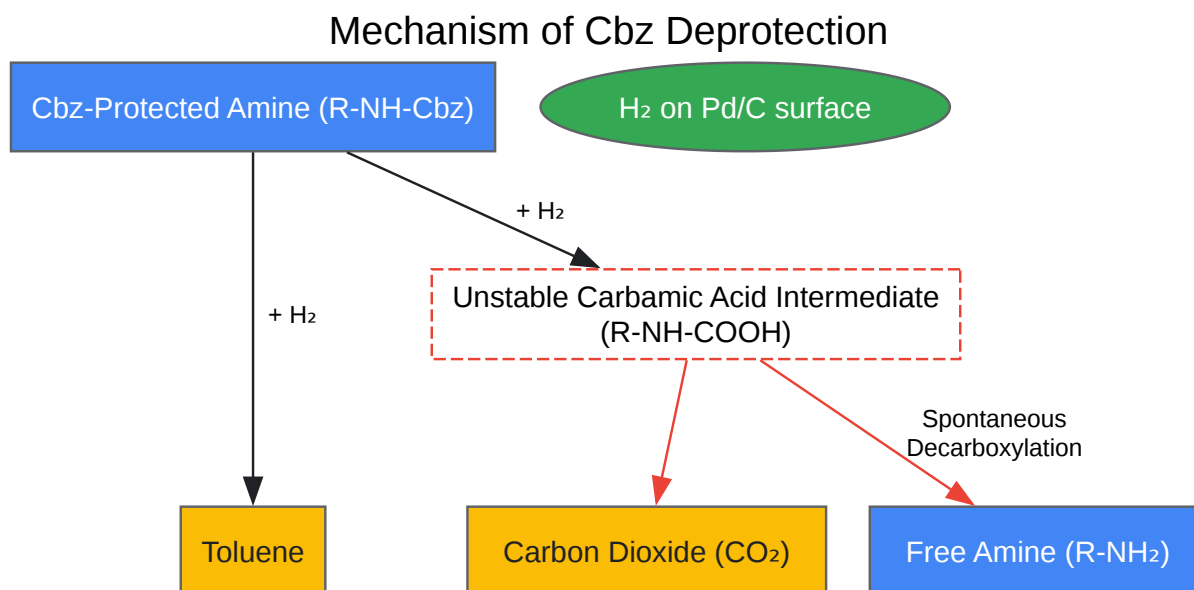 Mechanism of Cbz Deprotection
Cbz-Protected Amine (R-NH-Cbz)
H₂ on Pd/C surface
+ H₂
+ H₂
Unstable Carbamic Acid Intermediate
(R-NH-COOH)
Spontaneous
Decarboxylation
Toluene
Carbon Dioxide (CO₂)
Free Amine (R-NH₂)